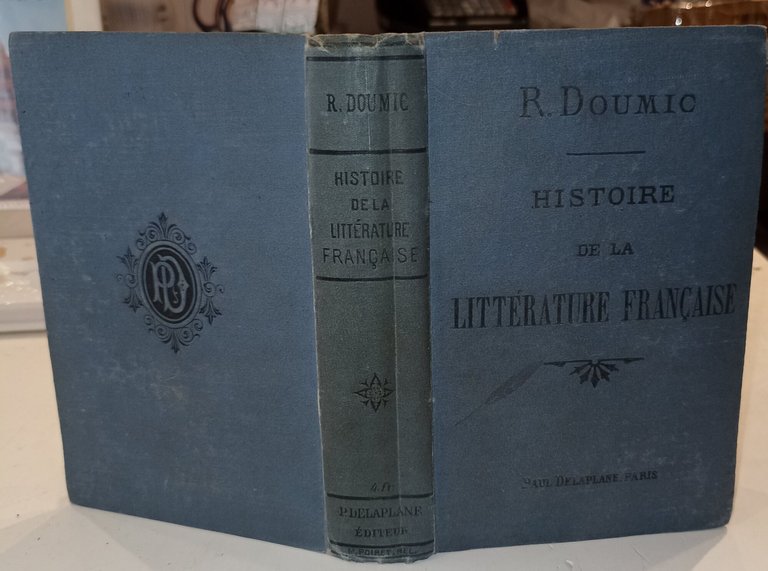 R. DOUMIC
HISTOIRE
DE LA
LITTÉRATURE
FRANÇAISE
4 fr
P. DELAPLANE
ÉDITEUR
R. DOUMIC
HISTOIRE
DE LA
LITTÉRATURE FRANÇAISE
PAUL DELAPLANE, PARIS